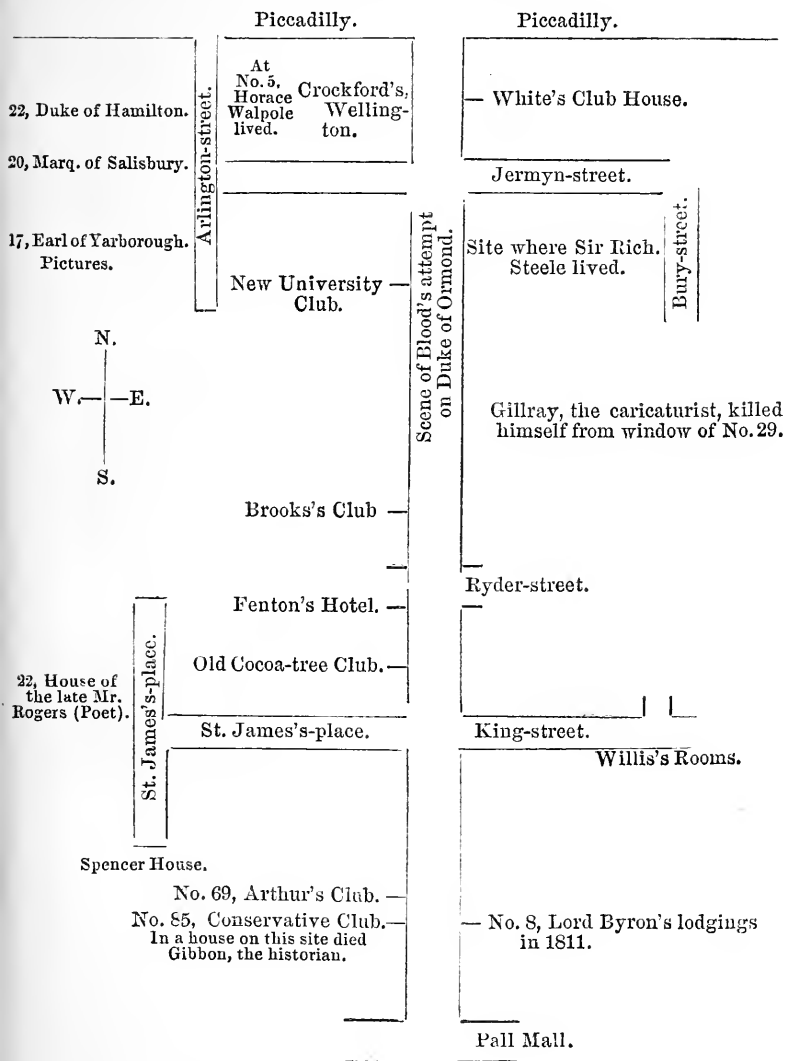 Piccadilly.
Piccadilly.
At
No. 5,
Horace
Walpole
lived.
Crockford's,
Welling-
ton.
— White's Club House.
22, Duke of Hamilton.
20, Marq. of Salisbury.
Arlington-street.
17, Earl of Yarborough.
Pictures.
Jermyn-street.
New University —
Club.
Scene of Blood's attempt
on Duke of Ormond.
Site where Sir Rich.
Steele lived.
Bury-street.
N.
W. E.
S.
Gillray, the caricaturist, killed
himself from window of No. 29.
Brooks's Club —
Ryder-street.
Fenton's Hotel. —
Old Cocoa-tree Club. —
22, House of
the late Mr.
Rogers (Poet).
St. James's-place.
St. James's-place.
King-street.
Willis's Rooms.
Spencer House.
No. 69, Arthur's Club. —
No. 85, Conservative Club. —
In a house on this site died
Gibbon, the historian.
— No. 8, Lord Byron's lodgings
in 1811.
Pall Mall.